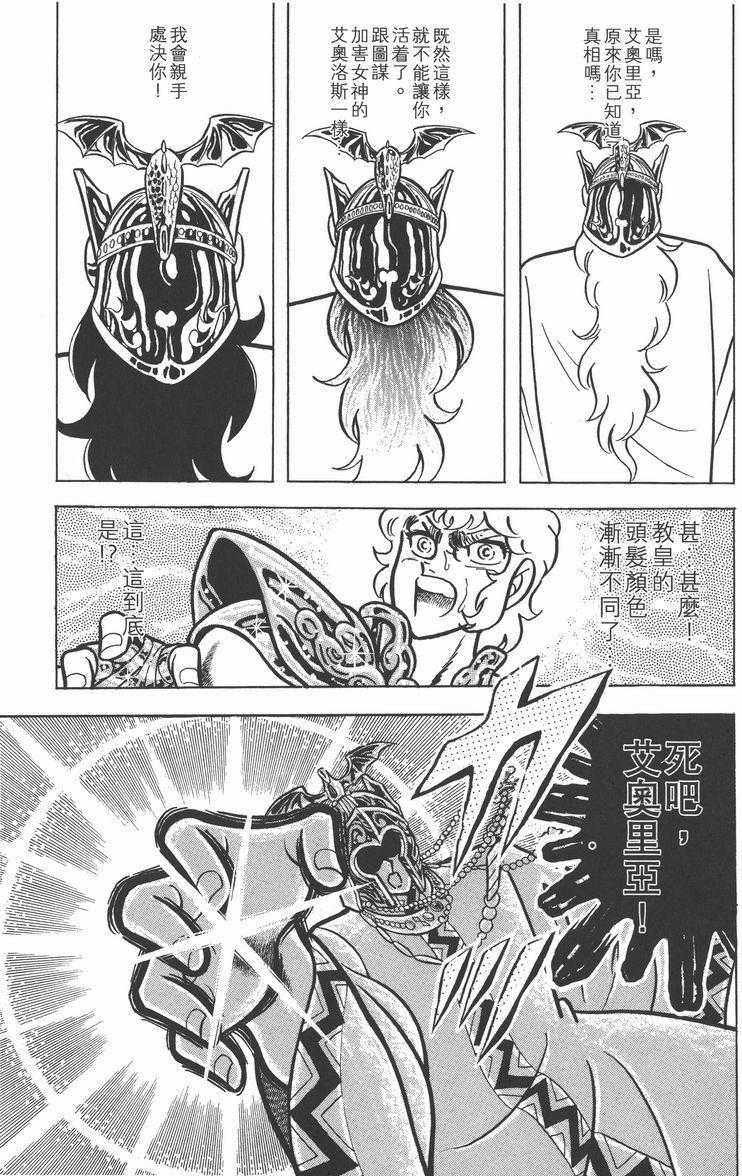 是嗎，
艾奧里亞，
原來你已知道
真相嗎…
既然這樣，
就不能讓你
活着了。
跟圖謀
加害女神的
艾奧洛斯一樣…
我會親手
處決你！
甚…甚麼！
教皇的
頭髮顏色
漸漸不同了…
這…這到底
是!?
死吧，
艾奧里亞！
カッ